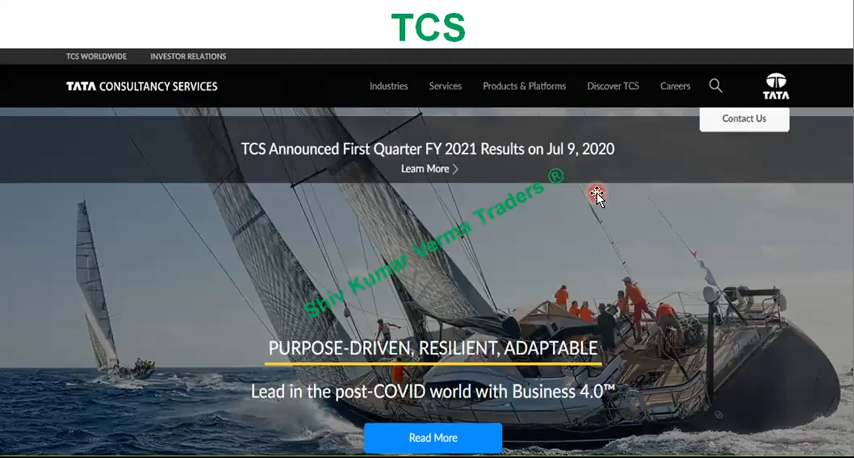 TCS
TCS WORLDWIDE INVESTOR RELATIONS
TATA CONSULTANCY SERVICES Industries Services Products & Platforms Discover TCS Careers
TATA
Contact Us
TCS Announced First Quarter FY 2021 Results on Jul 9, 2020
Learn More
Shiv Kumar Verma Traders ®
PURPOSE-DRIVEN, RESILIENT, ADAPTABLE
Lead in the post-COVID world with Business 4.0™
Read More